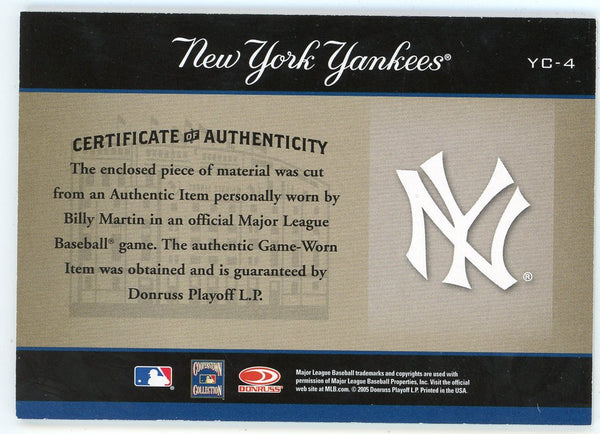 New York Yankees®
YC-4
CERTIFICATE OF AUTHENTICITY
The enclosed piece of material was cut
from an Authentic Item personally worn by
Billy Martin in an official Major League
Baseball® game. The authentic Game-Worn
Item was obtained and is guaranteed by
Donruss Playoff L.P.
NY®
COOPERSTOWN
COLLECTION
DONRUSS
Major League Baseball trademarks and copyrights are used with
permission of Major League Baseball Properties, Inc. Visit the official
web site at MLB.com. © 2005 Donruss Playoff L.P. Printed in the USA.